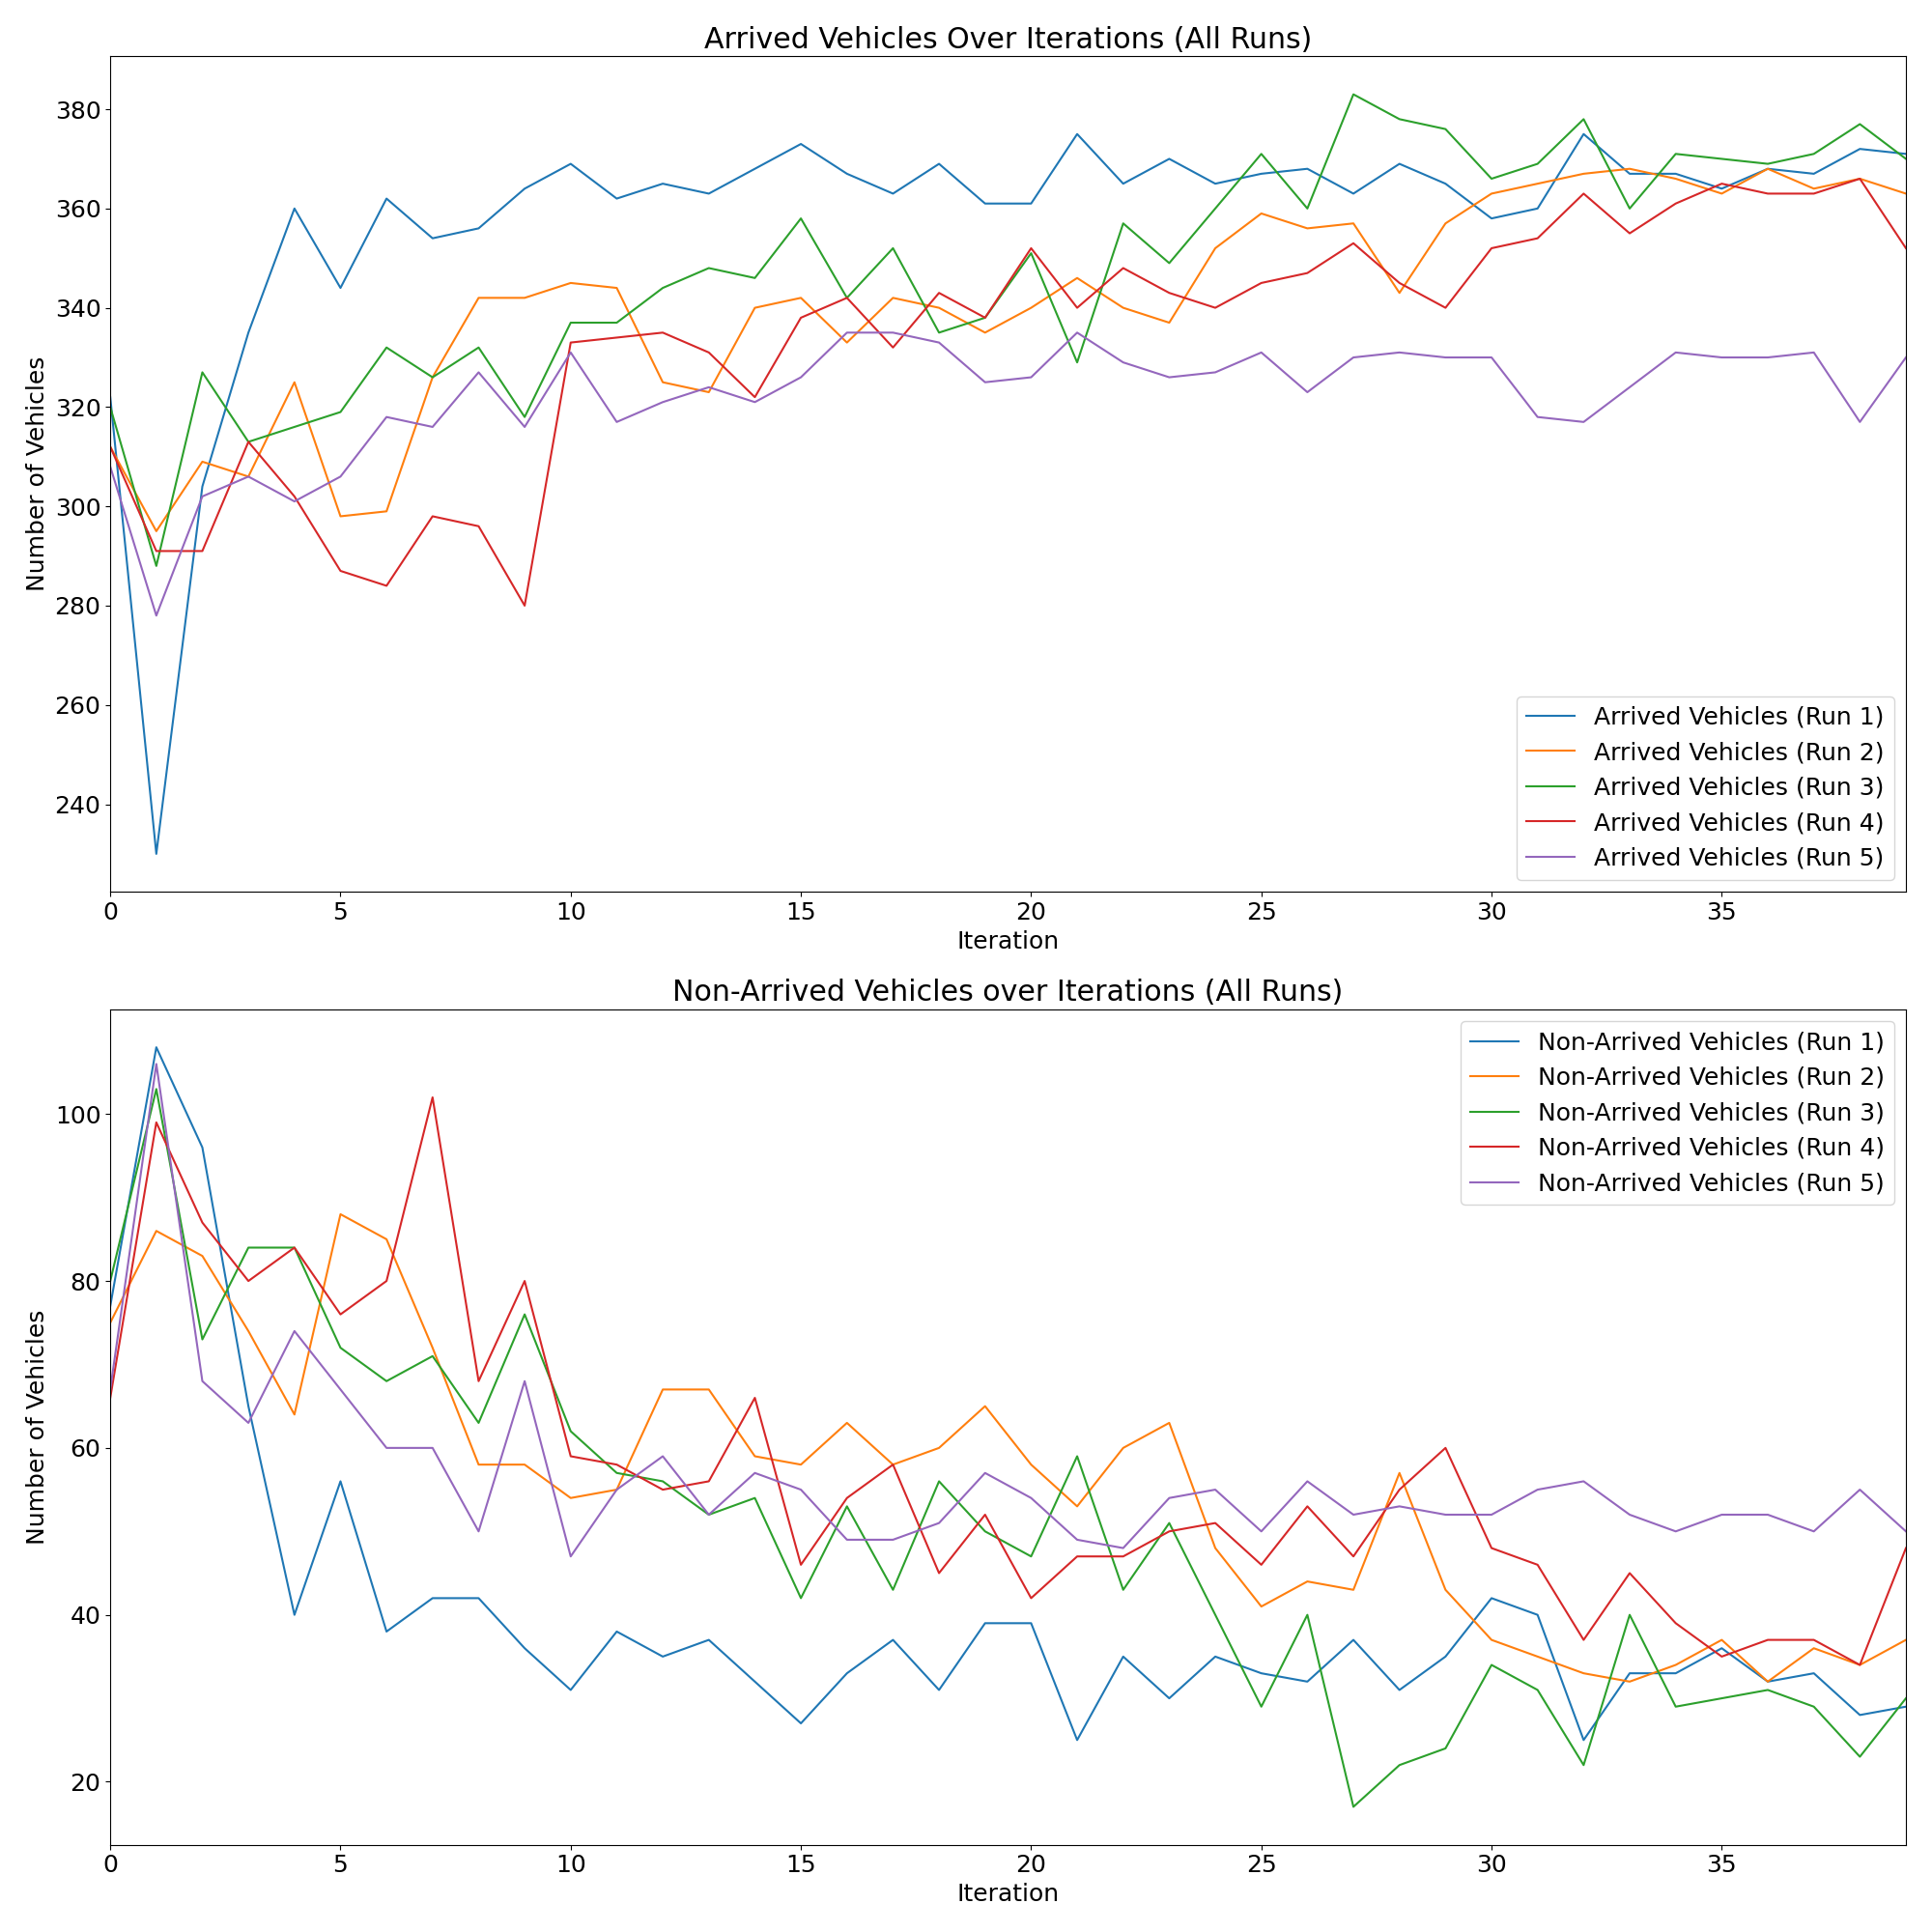 Arrived Vehicles Over Iterations (All Runs)
Number of Vehicles
380
360
340
320
300
280
260
240
Arrived Vehicles (Run 1)
Arrived Vehicles (Run 2)
Arrived Vehicles (Run 3)
Arrived Vehicles (Run 4)
Arrived Vehicles (Run 5)
0 5 10 15 20 25 30 35
Iteration
Non-Arrived Vehicles over Iterations (All Runs)
Number of Vehicles
100
80
60
40
20
Non-Arrived Vehicles (Run 1)
Non-Arrived Vehicles (Run 2)
Non-Arrived Vehicles (Run 3)
Non-Arrived Vehicles (Run 4)
Non-Arrived Vehicles (Run 5)
0 5 10 15 20 25 30 35
Iteration